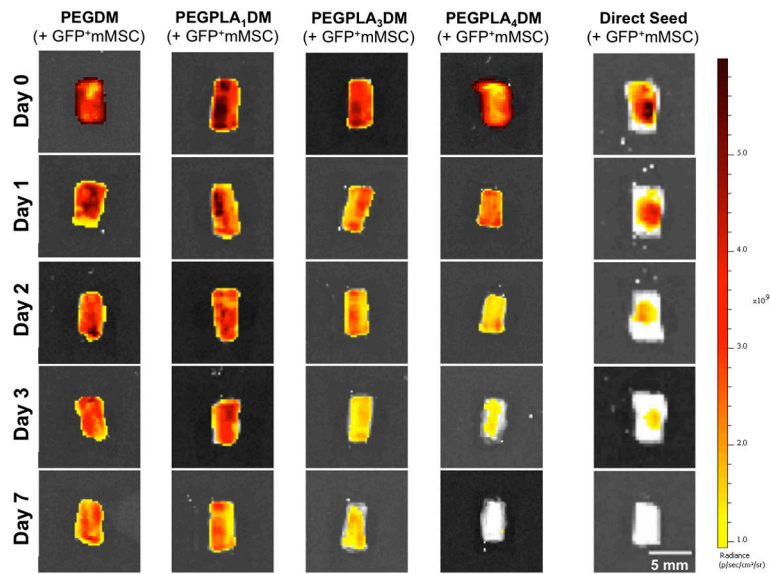 PEGDM
(+ GFP⁺mMSC)
PEGPLA₁DM
(+ GFP⁺mMSC)
PEGPLA₃DM
(+ GFP⁺mMSC)
PEGPLA₄DM
(+ GFP⁺mMSC)
Direct Seed
(+ GFP⁺mMSC)
Day 0
Day 1
Day 2
Day 3
Day 7
5.0
4.0
x10⁹
3.0
2.0
1.0
Radiance
(p/sec/cm²/sr)
5 mm